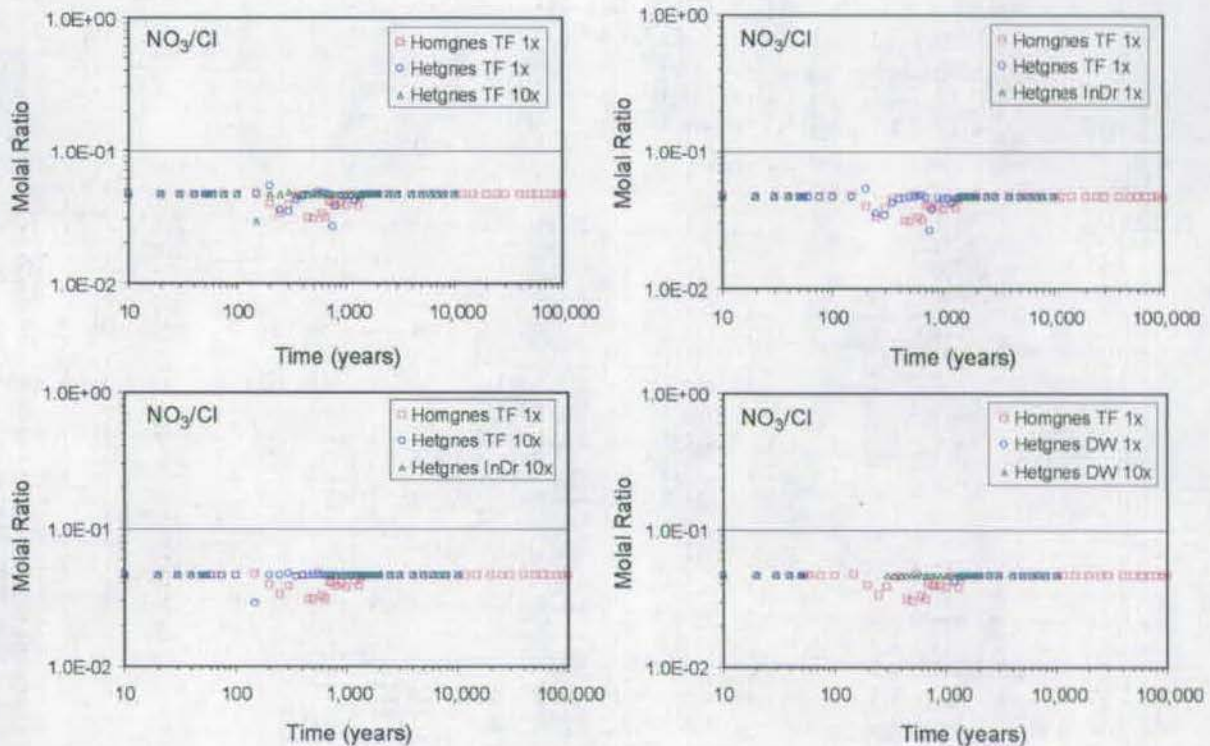 1.0E+00
NO3/Cl
Homgnes TF 1x
Hetgnes TF 1x
Hetgnes TF 10x
1.0E-01
1.0E-02
Molal Ratio
10 100 1,000 10,000 100,000
Time (years)
1.0E+00
NO3/Cl
Homgnes TF 1x
Hetgnes TF 1x
Hetgnes InDr 1x
1.0E-01
1.0E-02
Molal Ratio
10 100 1,000 10,000 100,000
Time (years)
1.0E+00
NO3/Cl
Homgnes TF 1x
Hetgnes TF 10x
Hetgnes InDr 10x
1.0E-01
1.0E-02
Molal Ratio
10 100 1,000 10,000 100,000
Time (years)
1.0E+00
NO3/Cl
Homgnes TF 1x
Hetgnes DW 1x
Hetgnes DW 10x
1.0E-01
1.0E-02
Molal Ratio
10 100 1,000 10,000 100,000
Time (years)